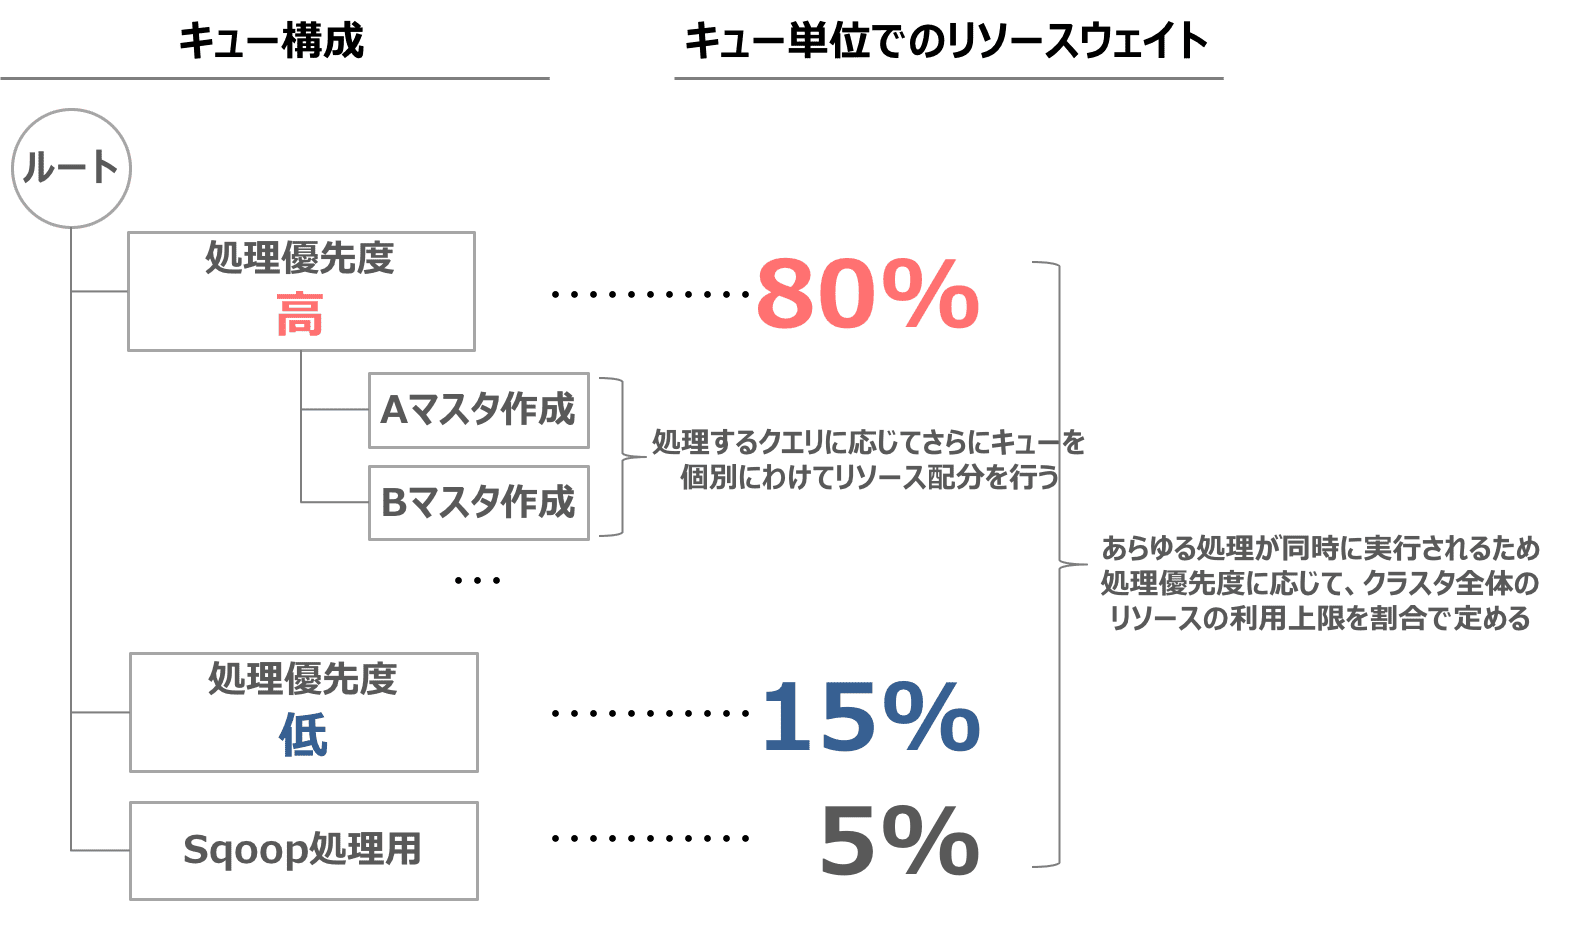 キュー構成
キュー単位でのリソースウェイト
ルート
処理優先度
高
80%
Aマスタ作成
Bマスタ作成
処理するクエリに応じてさらにキューを
個別にわけてリソース配分を行う
あらゆる処理が同時に実行されるため
処理優先度に応じて、クラスタ全体の
リソースの利用上限を割合で定める
処理優先度
低
15%
Sqoop処理用
5%